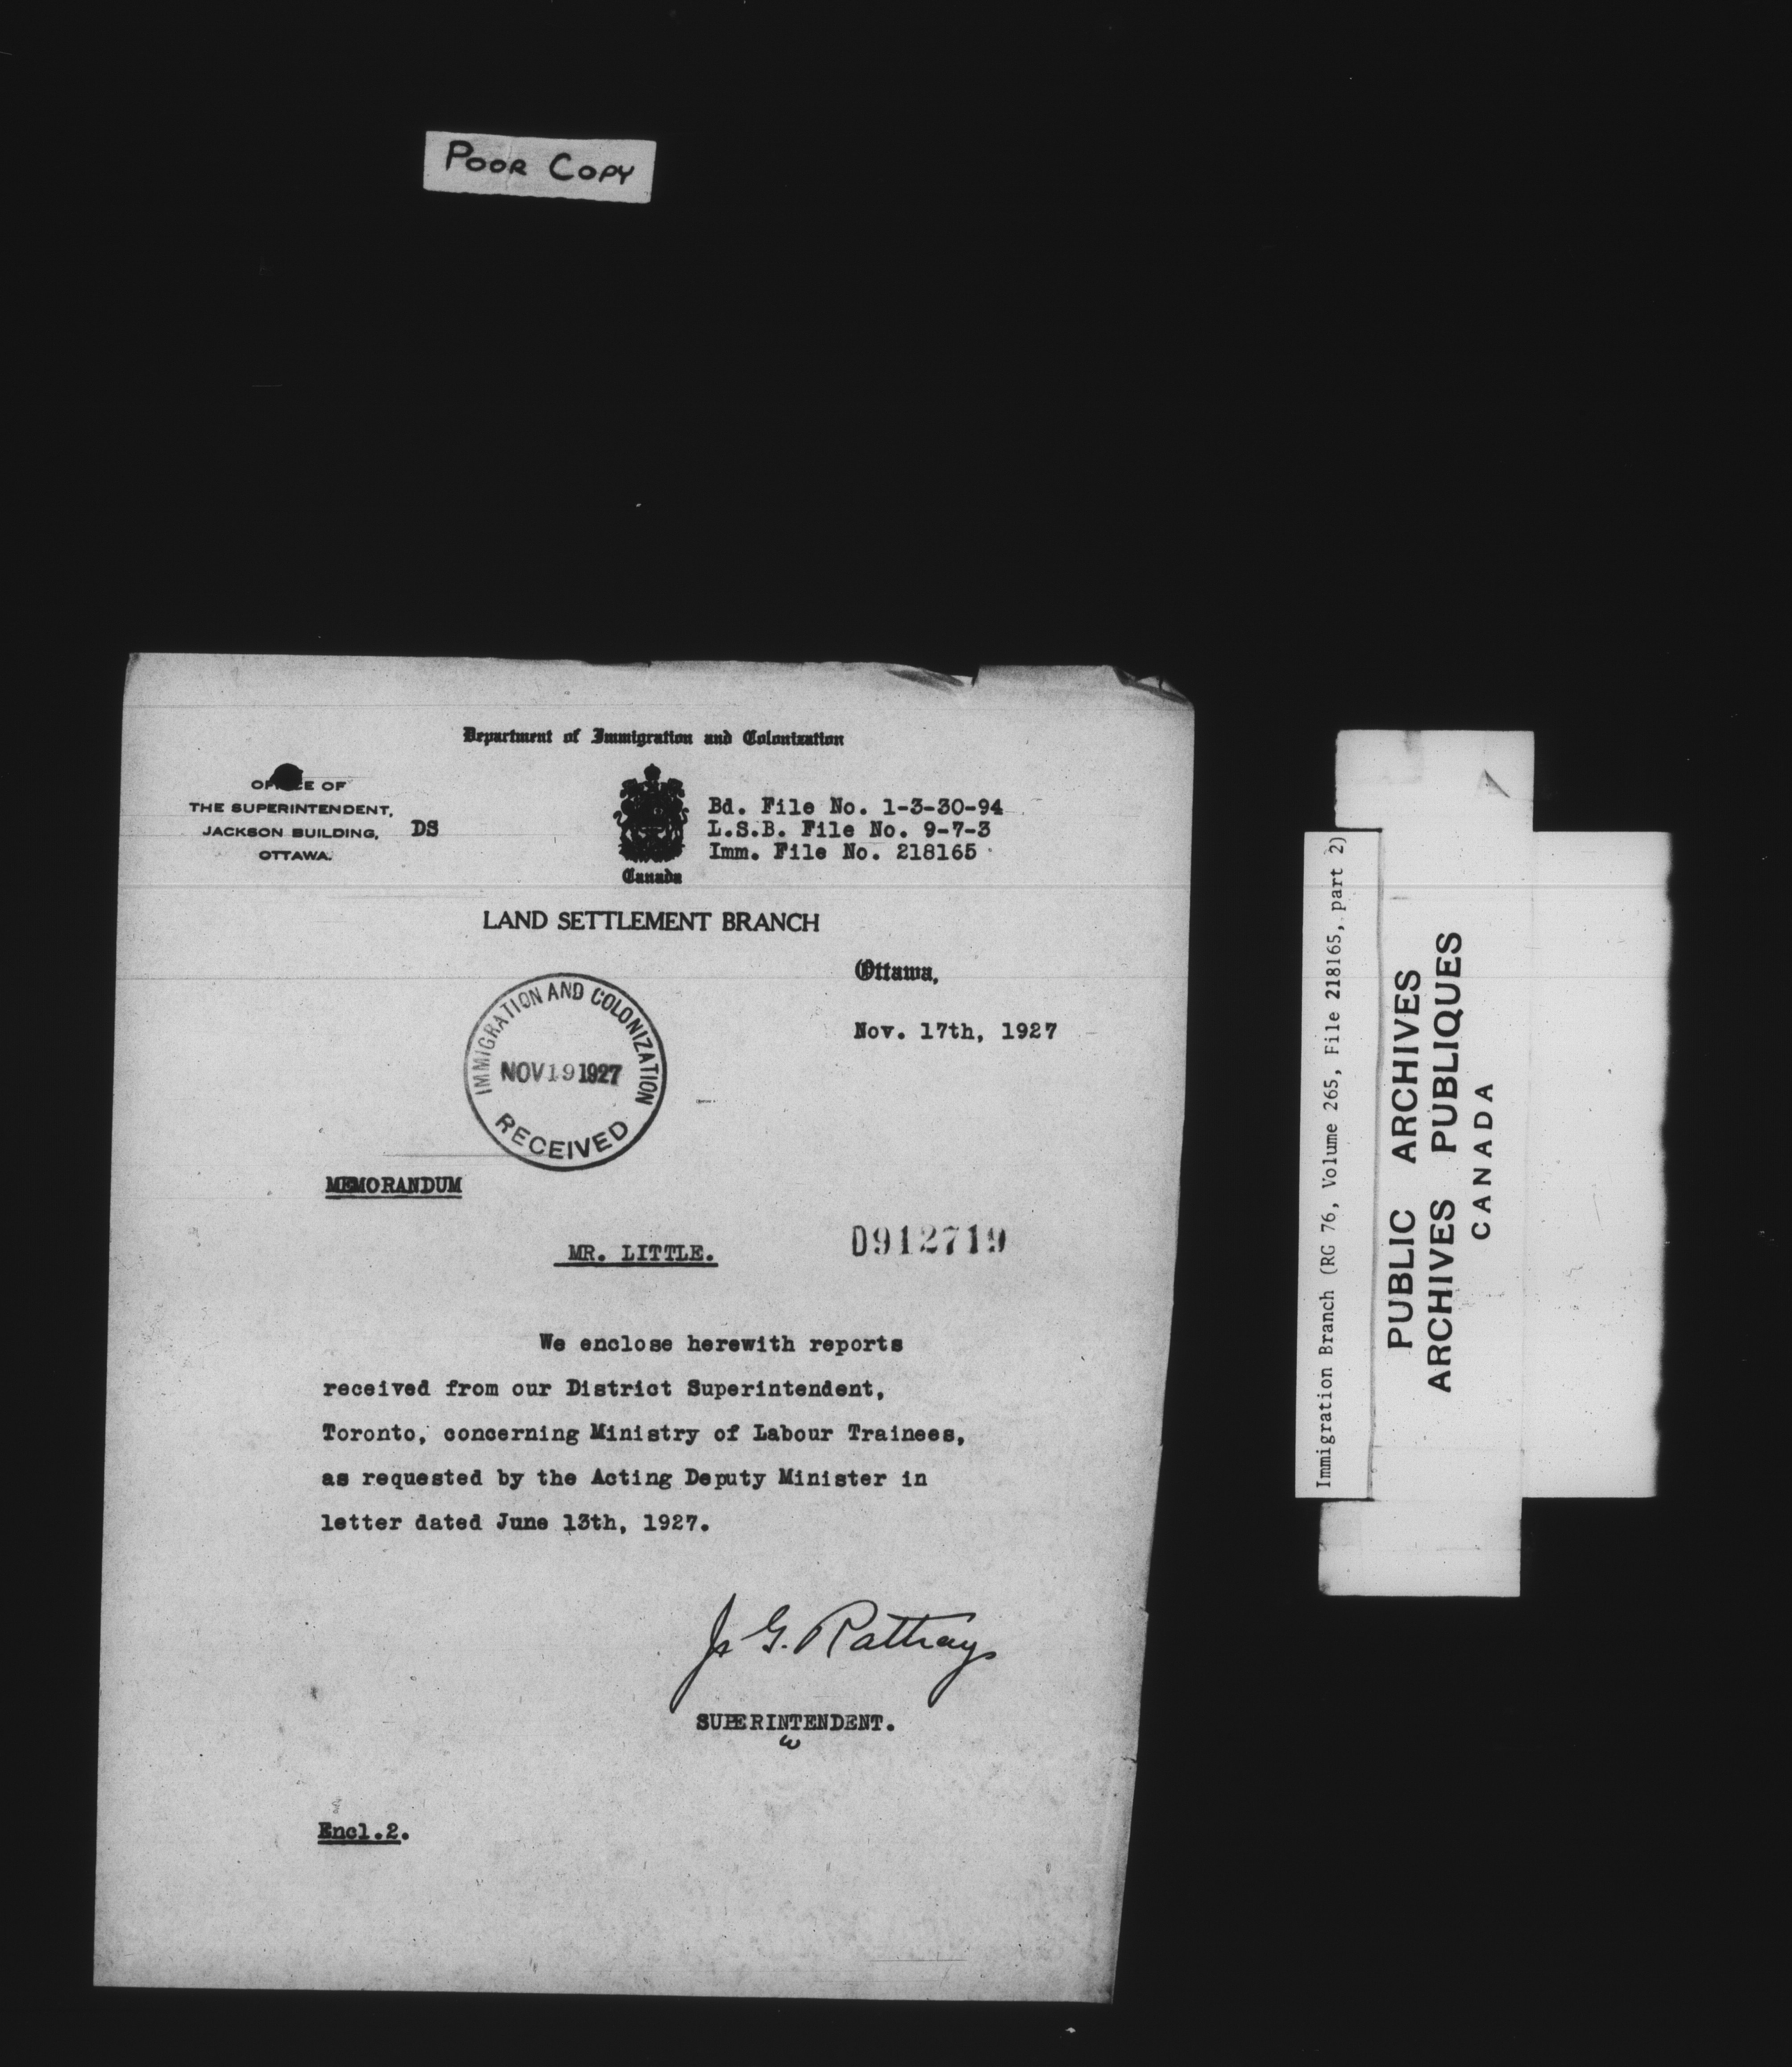 POOR COPY
Department of Immigration and Colonization
OFFICE OF
THE SUPERINTENDENT,
JACKSON BUILDING,
OTTAWA.
DS
Bd. File No. 1-3-30-94
L.S.B. File No. 9-7-3
Imm. File No. 218165
Canada
LAND SETTLEMENT BRANCH
Ottawa,
Nov. 17th, 1927
IMMIGRATION AND COLONIZATION
NOV 19 1927
RECEIVED
MEMORANDUM
MR. LITTLE.
D912719
We enclose herewith reports
received from our District Superintendent,
Toronto, concerning Ministry of Labour Trainees,
as requested by the Acting Deputy Minister in
letter dated June 13th, 1927.
J. G. Rattray
SUPERINTENDENT.
Encl.2.
Immigration Branch (RG 76, Volume 265, File 218165, part 2)
PUBLIC ARCHIVES
ARCHIVES PUBLIQUES
CANADA